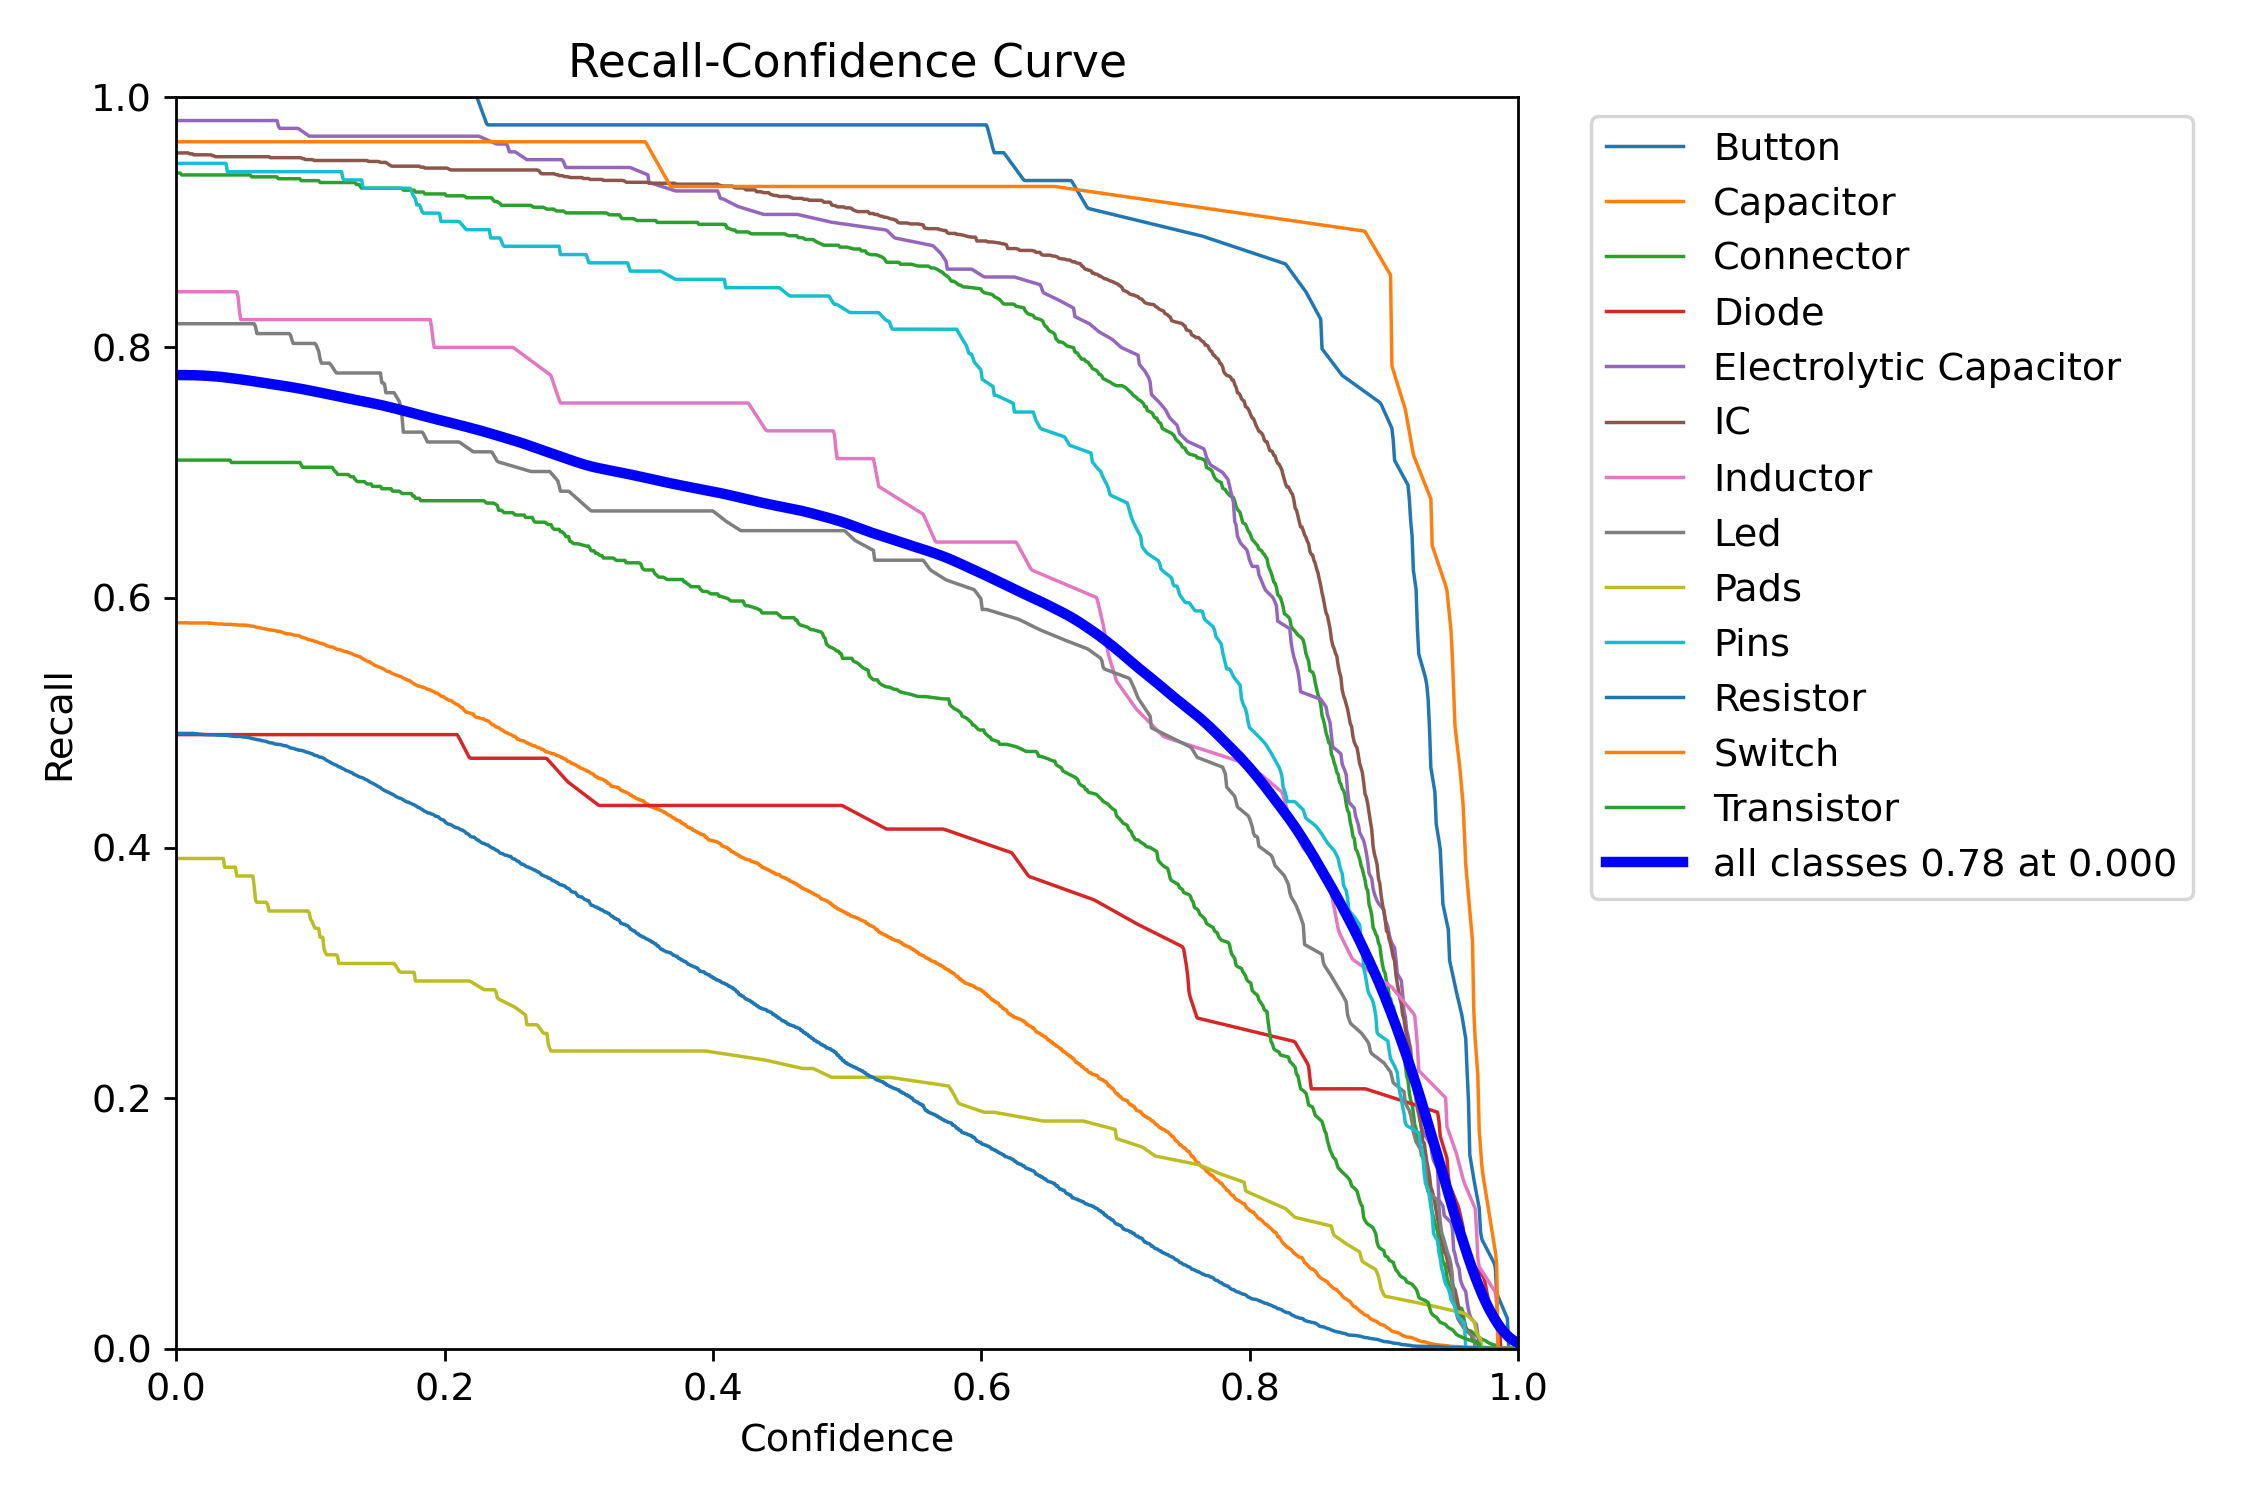 Recall-Confidence Curve
1.0
0.8
0.6
0.4
0.2
0.0
Recall
0.0 0.2 0.4 0.6 0.8 1.0
Confidence
Button
Capacitor
Connector
Diode
Electrolytic Capacitor
IC
Inductor
Led
Pads
Pins
Resistor
Switch
Transistor
all classes 0.78 at 0.000